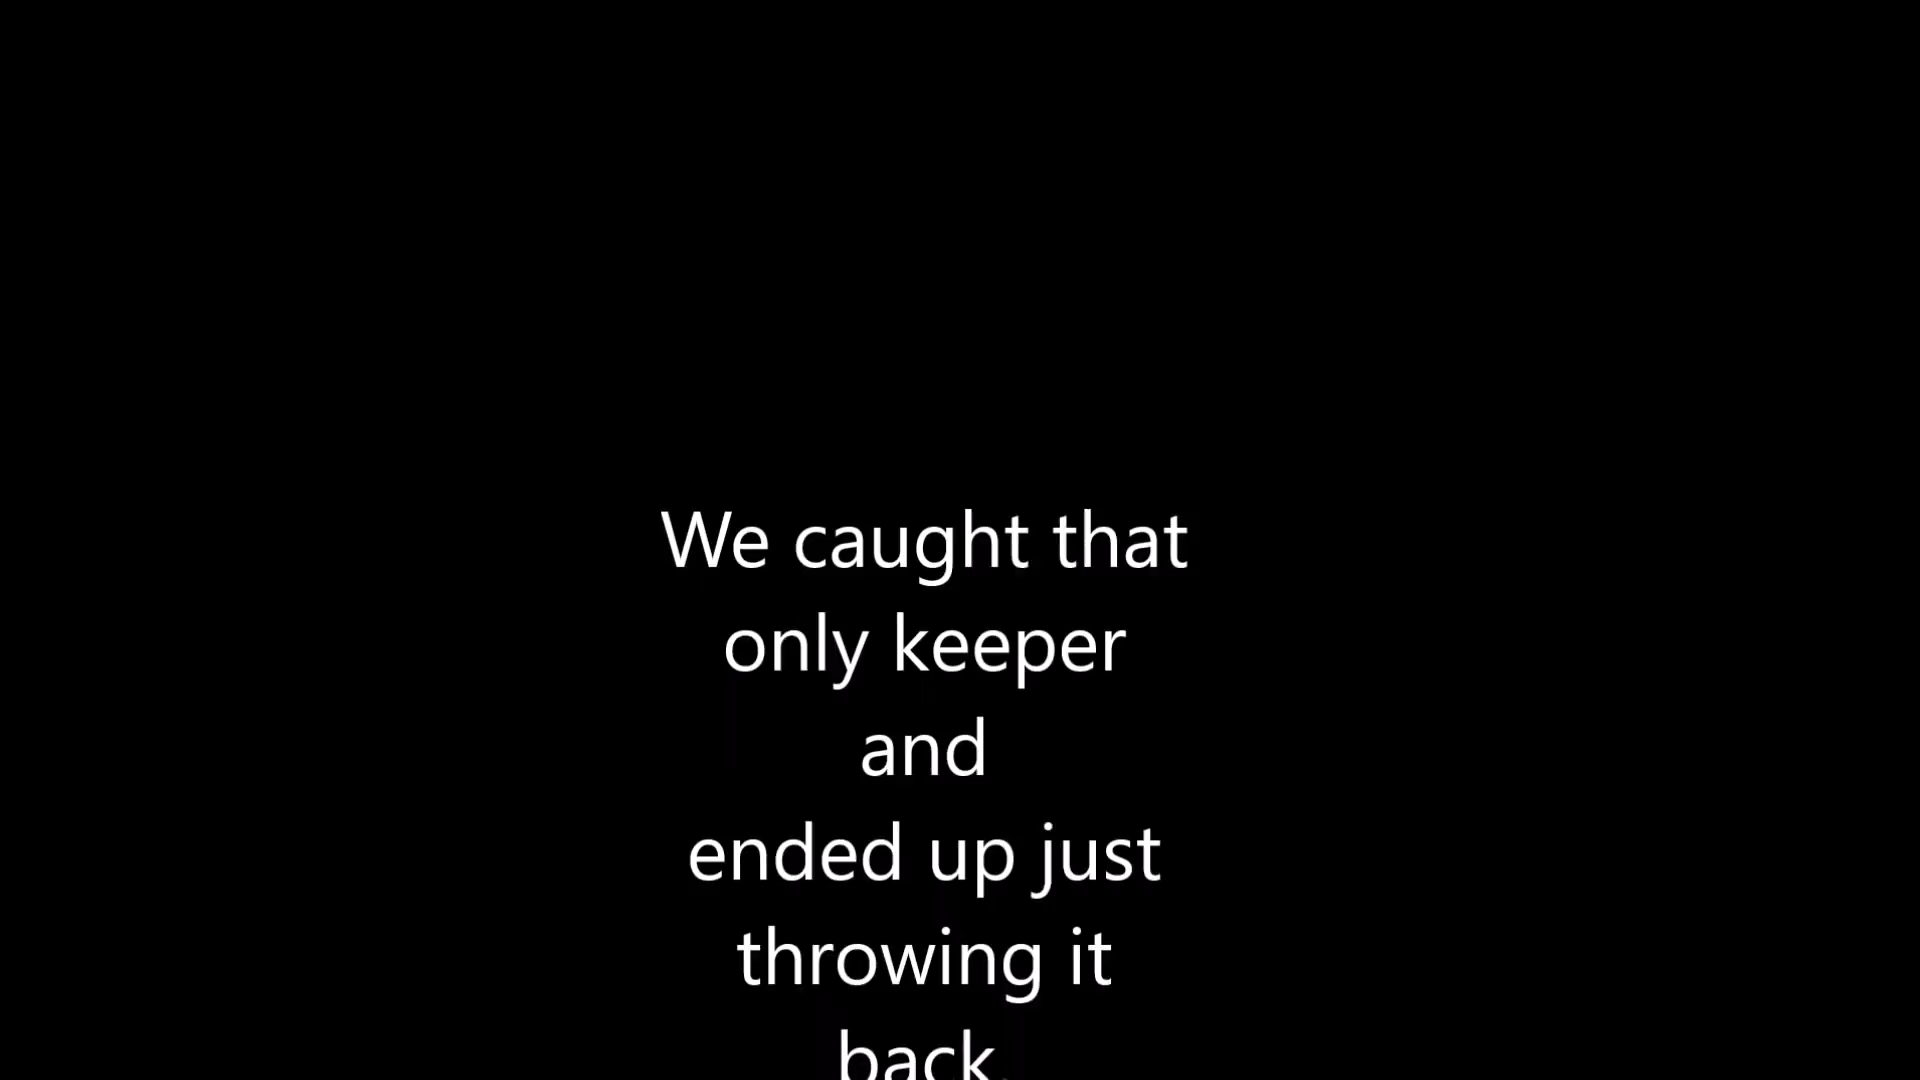 We caught that
only keeper
and
ended up just
throwing it
back.